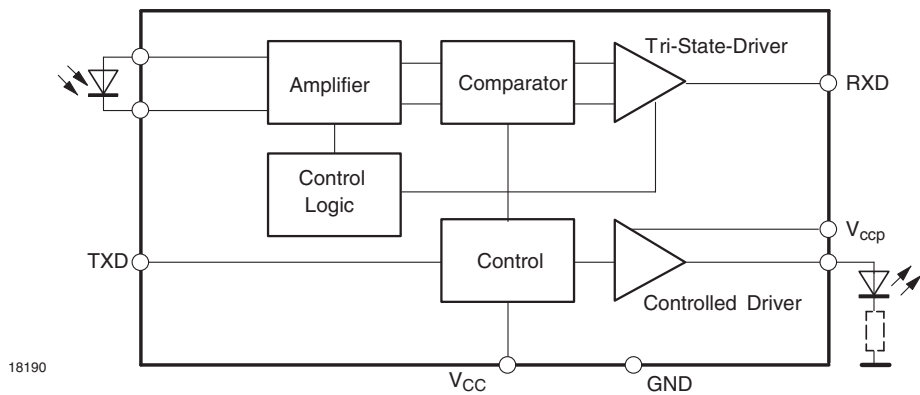 Tri-State-Driver
Amplifier
Comparator
RXD
Control
Logic
Vccp
TXD
Control
Controlled Driver
18190
VCC
GND